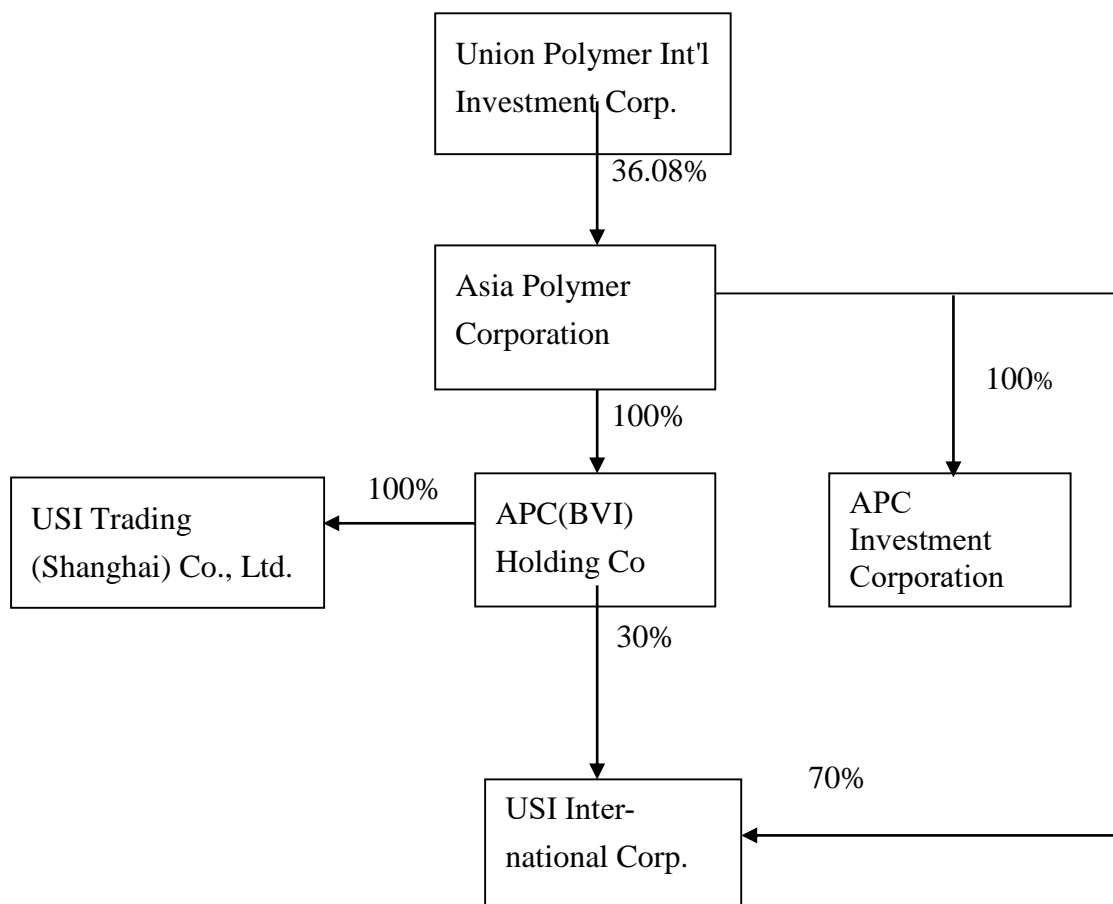 Union Polymer Int'l
Investment Corp.
36.08%
Asia Polymer
Corporation
100%
100%
100%
USI Trading
(Shanghai) Co., Ltd.
APC(BVI)
Holding Co
APC
Investment
Corporation
30%
70%
USI Inter-
national Corp.